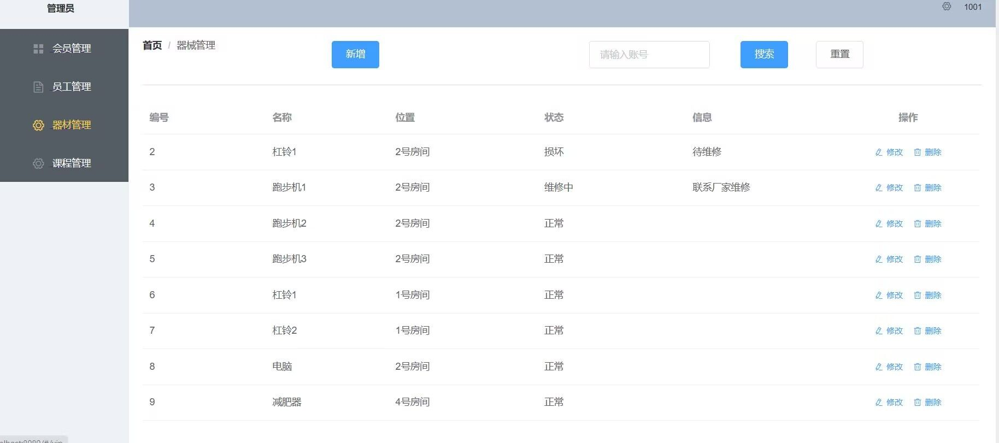 管理员
1001
会员管理
员工管理
器材管理
课程管理
首页 / 器械管理
新增
请输入账号
搜索
重置
编号 名称 位置 状态 信息 操作
2 杠铃1 2号房间 损坏 待维修 修改 删除
3 跑步机1 2号房间 维修中 联系厂家维修 修改 删除
4 跑步机2 2号房间 正常 修改 删除
5 跑步机3 2号房间 正常 修改 删除
6 杠铃1 1号房间 正常 修改 删除
7 杠铃2 1号房间 正常 修改 删除
8 电脑 2号房间 正常 修改 删除
9 减肥器 4号房间 正常 修改 删除